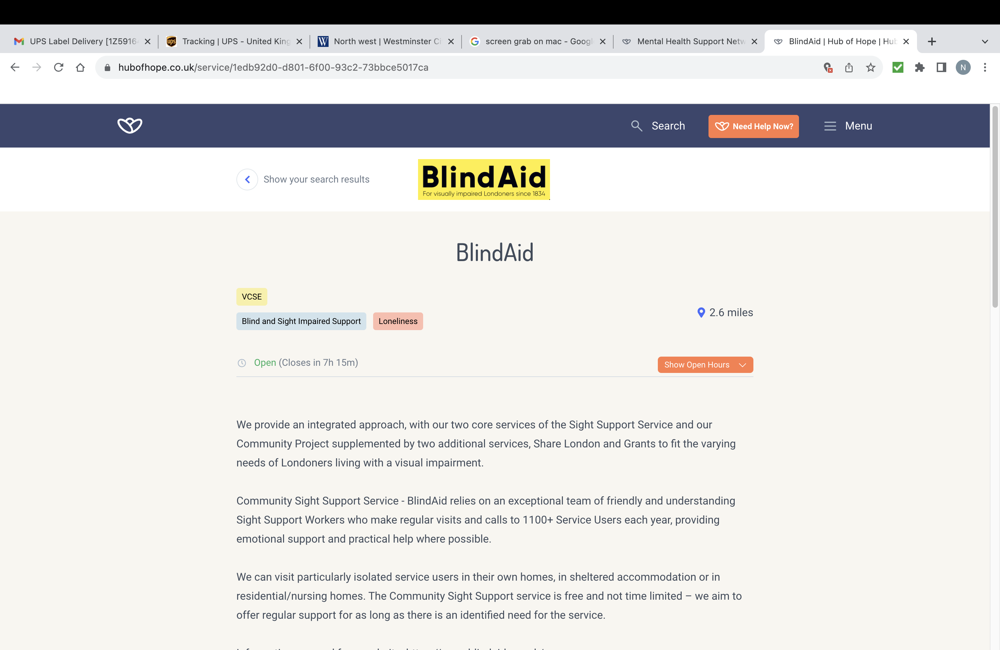 UPS Label Delivery [1Z5916
Tracking | UPS - United King
North west | Westminster Ci
screen grab on mac - Googl
Mental Health Support Netw
BlindAid | Hub of Hope | Hub
hubofhope.co.uk/service/1edb92d0-d801-6f00-93c2-73bbce5017ca
N
Search
Need Help Now?
Menu
Show your search results
BlindAid
For visually impaired Londoners since 1834
BlindAid
VCSE
Blind and Sight Impaired Support
Loneliness
2.6 miles
Open (Closes in 7h 15m)
Show Open Hours
We provide an integrated approach, with our two core services of the Sight Support Service and our
Community Project supplemented by two additional services, Share London and Grants to fit the varying
needs of Londoners living with a visual impairment.
Community Sight Support Service - BlindAid relies on an exceptional team of friendly and understanding
Sight Support Workers who make regular visits and calls to 1100+ Service Users each year, providing
emotional support and practical help where possible.
We can visit particularly isolated service users in their own homes, in sheltered accommodation or in
residential/nursing homes. The Community Sight Support service is free and not time limited – we aim to
offer regular support for as long as there is an identified need for the service.